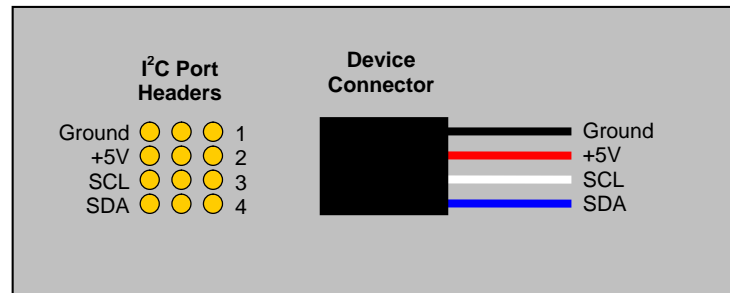 I²C Port
Headers
Ground 1
+5V 2
SCL 3
SDA 4
Device
Connector
Ground
+5V
SCL
SDA